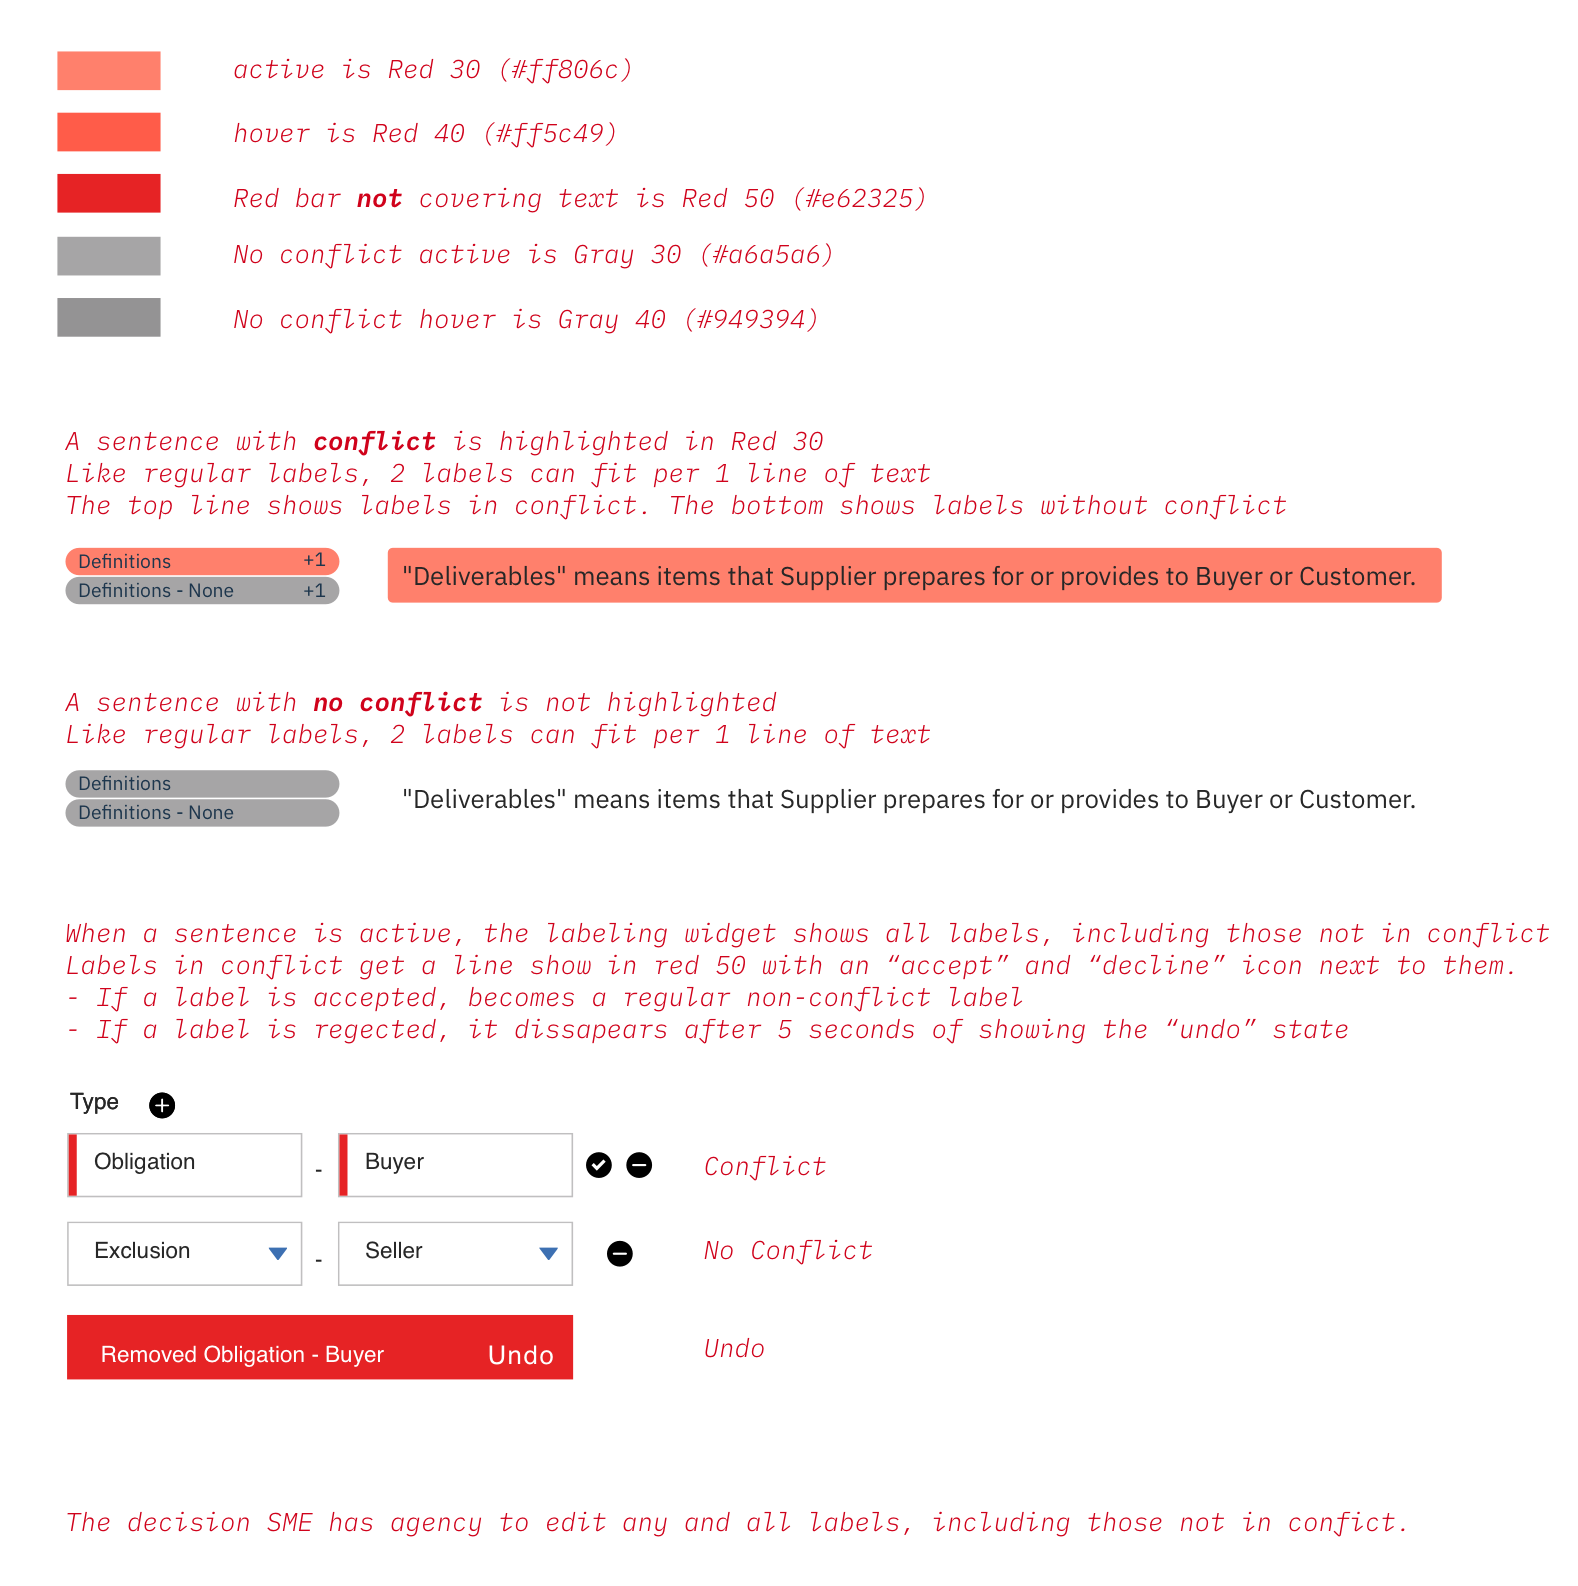 active is Red 30 (#ff806c)
hover is Red 40 (#ff5c49)
Red bar not covering text is Red 50 (#e62325)
No conflict active is Gray 30 (#a6a5a6)
No conflict hover is Gray 40 (#949394)
A sentence with conflict is highlighted in Red 30
Like regular labels, 2 labels can fit per 1 line of text
The top line shows labels in conflict. The bottom shows labels without conflict
Definitions +1
Definitions - None +1
"Deliverables" means items that Supplier prepares for or provides to Buyer or Customer.
A sentence with no conflict is not highlighted
Like regular labels, 2 labels can fit per 1 line of text
Definitions
Definitions - None
"Deliverables" means items that Supplier prepares for or provides to Buyer or Customer.
When a sentence is active, the labeling widget shows all labels, including those not in conflict
Labels in conflict get a line show in red 50 with an “accept” and “decline” icon next to them.
- If a label is accepted, becomes a regular non-conflict label
- If a label is regected, it dissapears after 5 seconds of showing the “undo” state
Type
Obligation - Buyer Conflict
Exclusion - Seller No Conflict
Removed Obligation - Buyer Undo Undo
The decision SME has agency to edit any and all labels, including those not in confict.